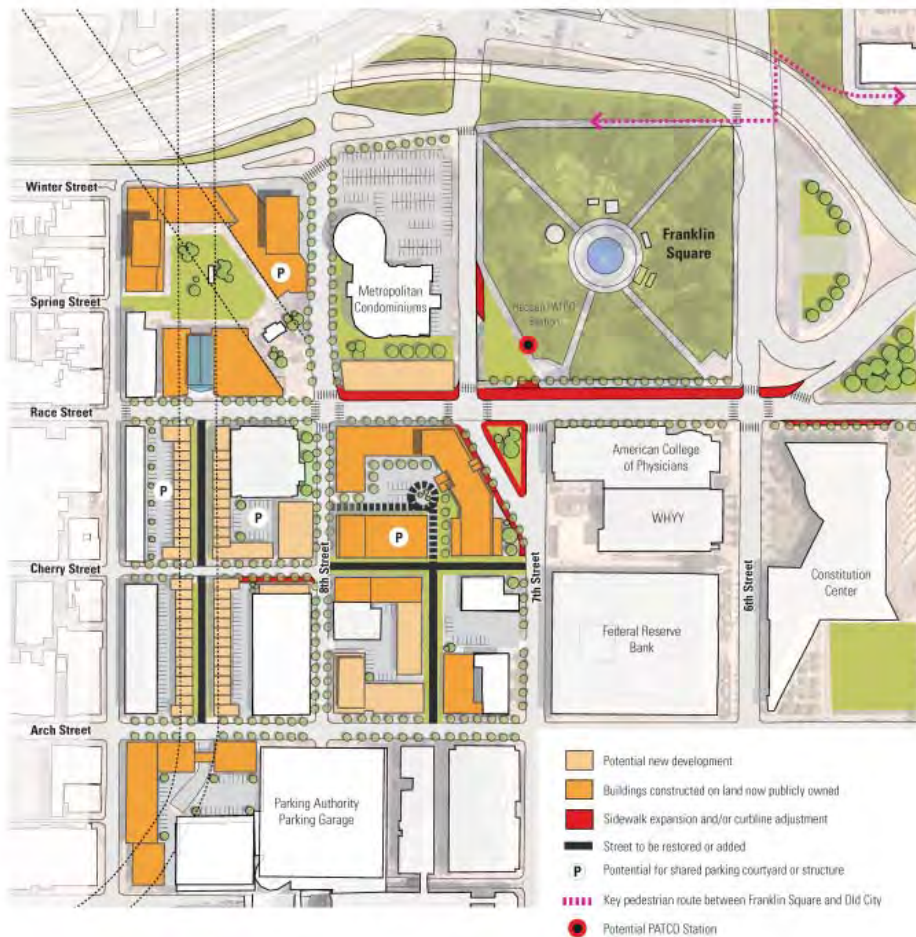 Winter Street
Franklin
Square
P
Metropolitan
Condominiums
Spring Street
PATCO
Station
Race Street
American College
of Physicians
P
P
WHYY
P
Cherry Street
8th Street
7th Street
6th Street
Constitution
Center
Federal Reserve
Bank
Arch Street
Potential new development
Buildings constructed on land now publicly owned
Parking Authority
Parking Garage
Sidewalk expansion and/or curbline adjustment
Street to be restored or added
P Pontential for shared parking courtyard or structure
Key pedestrian route between Franklin Square and Old City
Potential PATCO Station